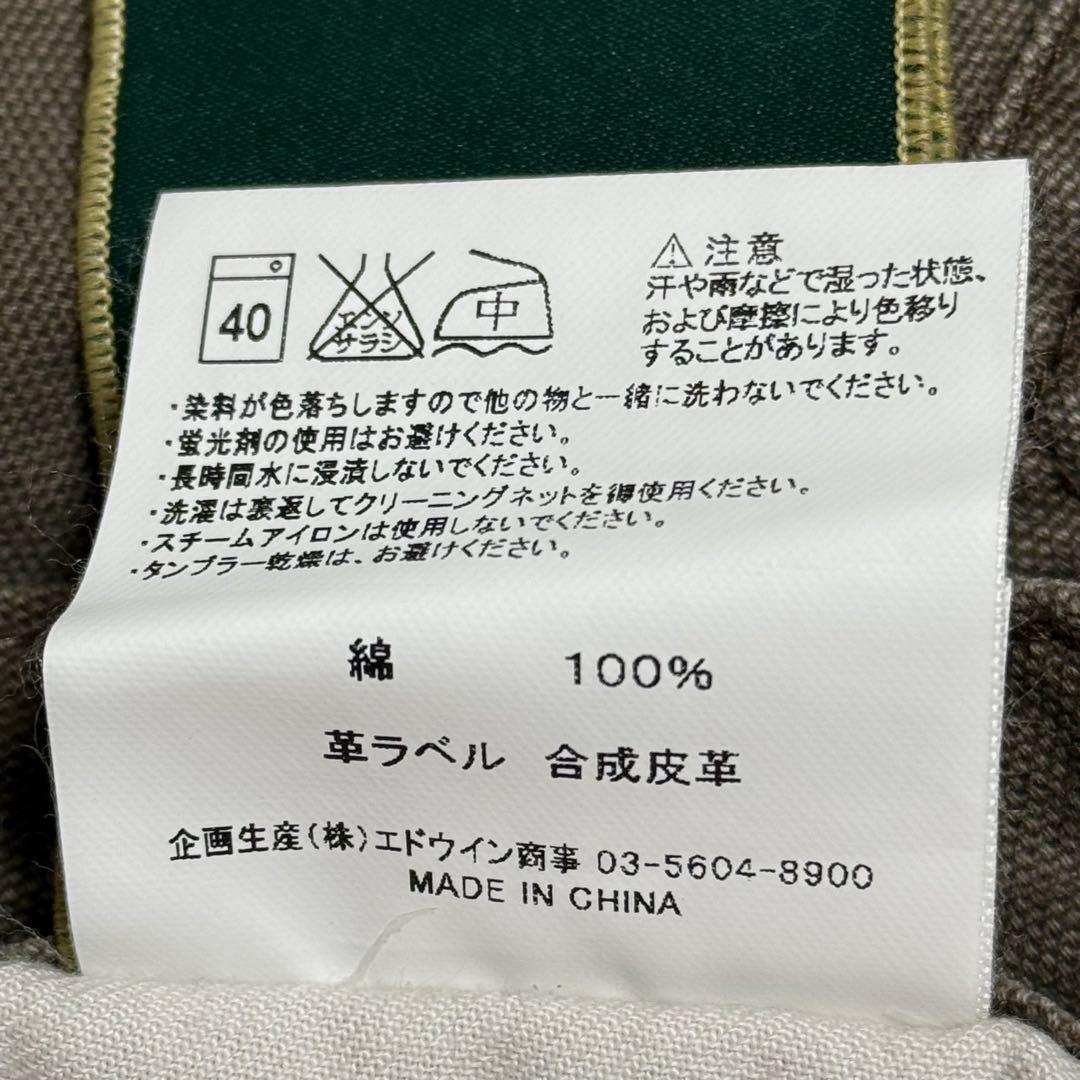 40
エンソ
サラシ
中
注意
汗や雨などで湿った状態、
および摩擦により色移り
することがあります。
・染料が色落ちしますので他の物と一緒に洗わないでください。
・蛍光剤の使用はお避けください。
・長時間水に浸漬しないでください。
・洗濯は裏返してクリーニングネットを御使用ください。
・スチームアイロンは使用しないでください。
・タンブラー乾燥は、お避けください。
綿 100%
革ラベル 合成皮革
企画生産(株)エドウイン商事 03-5604-8900
MADE IN CHINA